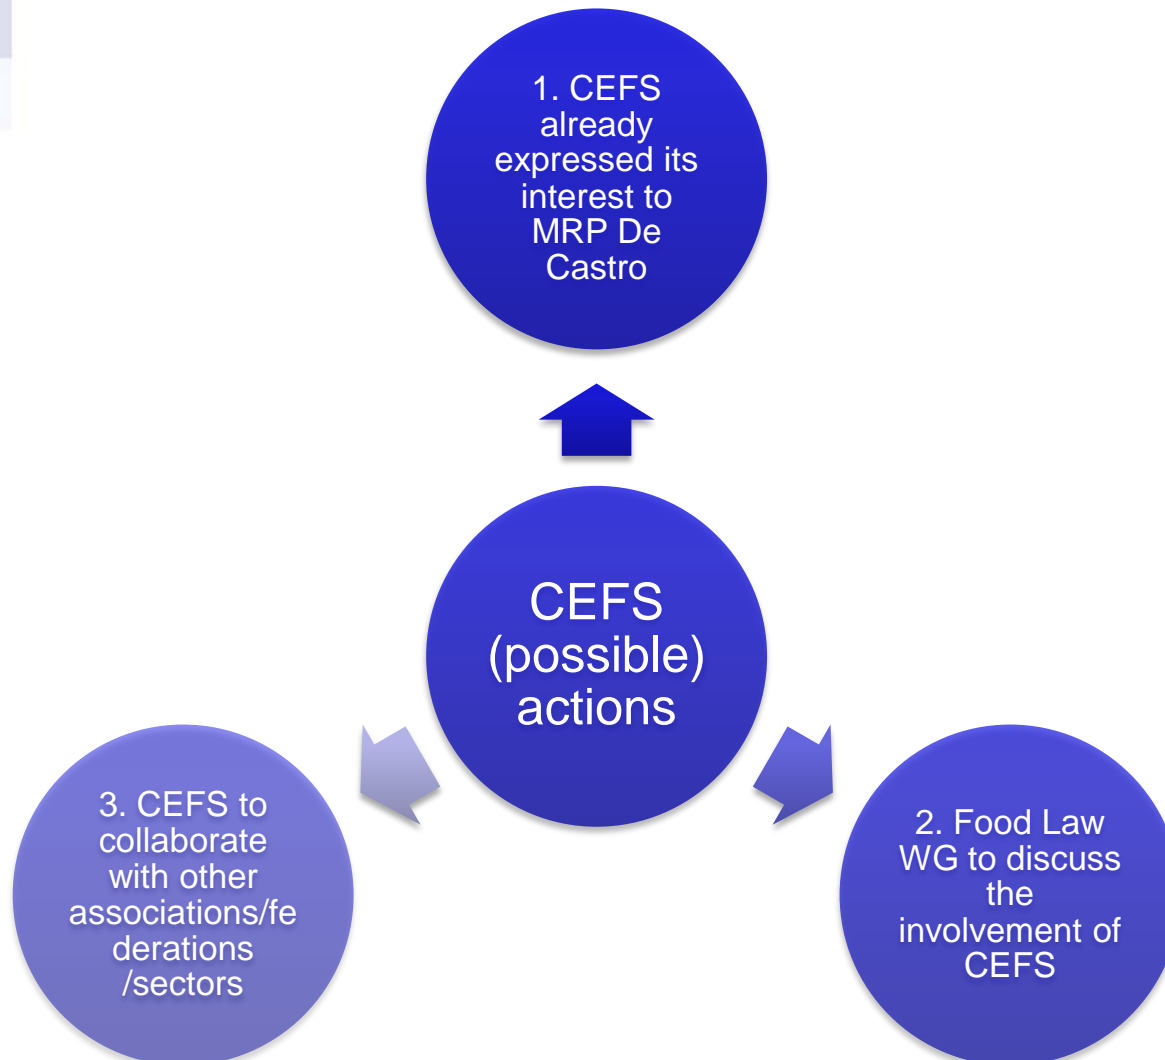 1. CEFS
already
expressed its
interest to
MRP De
Castro
CEFS
(possible)
actions
3. CEFS to
collaborate
with other
associations/fe
derations
/sectors
2. Food Law
WG to discuss
the
involvement of
CEFS